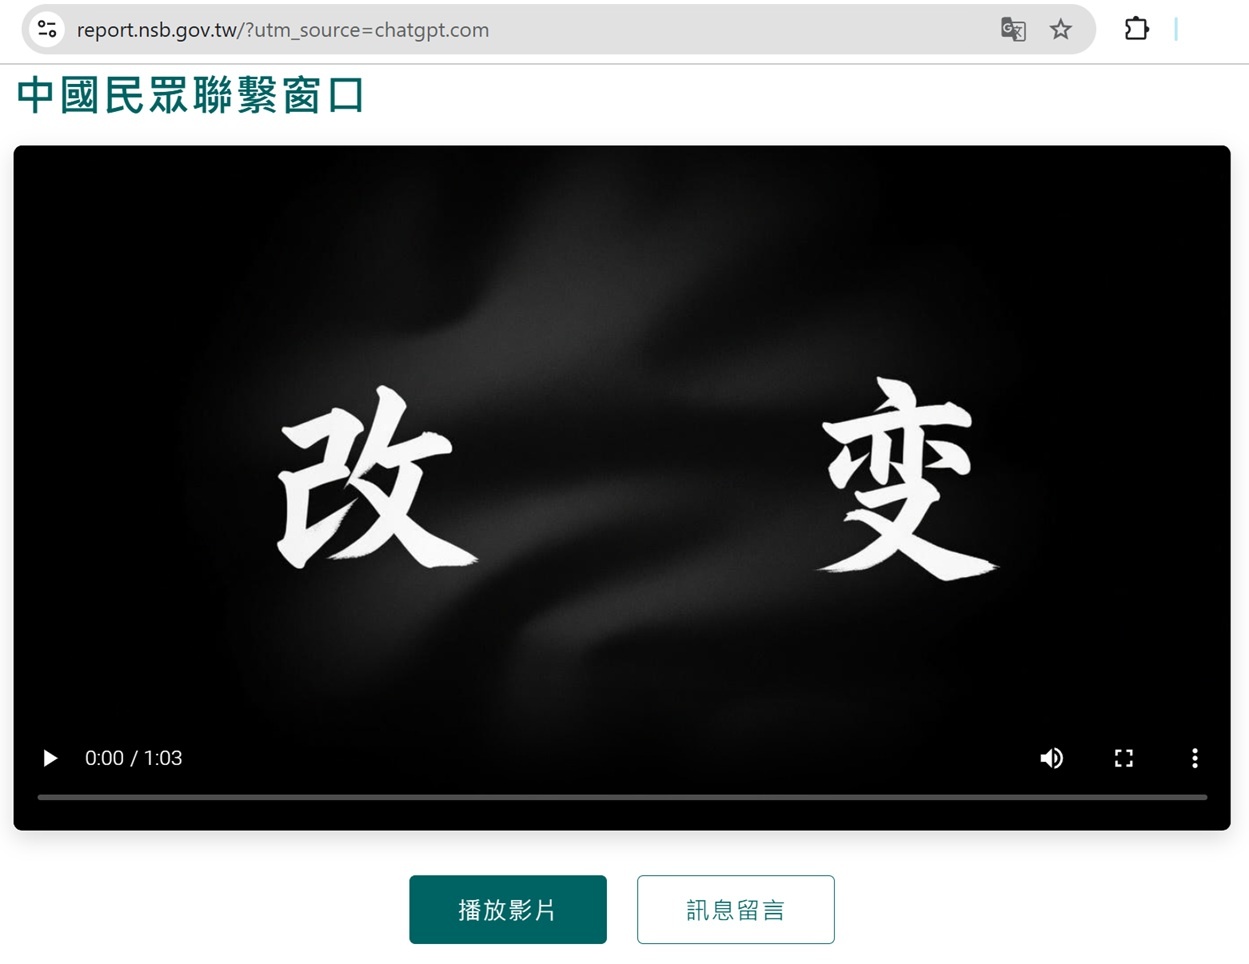 report.nsb.gov.tw/?utm_source=chatgpt.com
中國民眾聯繫窗口
改 变
0:00 / 1:03
播放影片 訊息留言